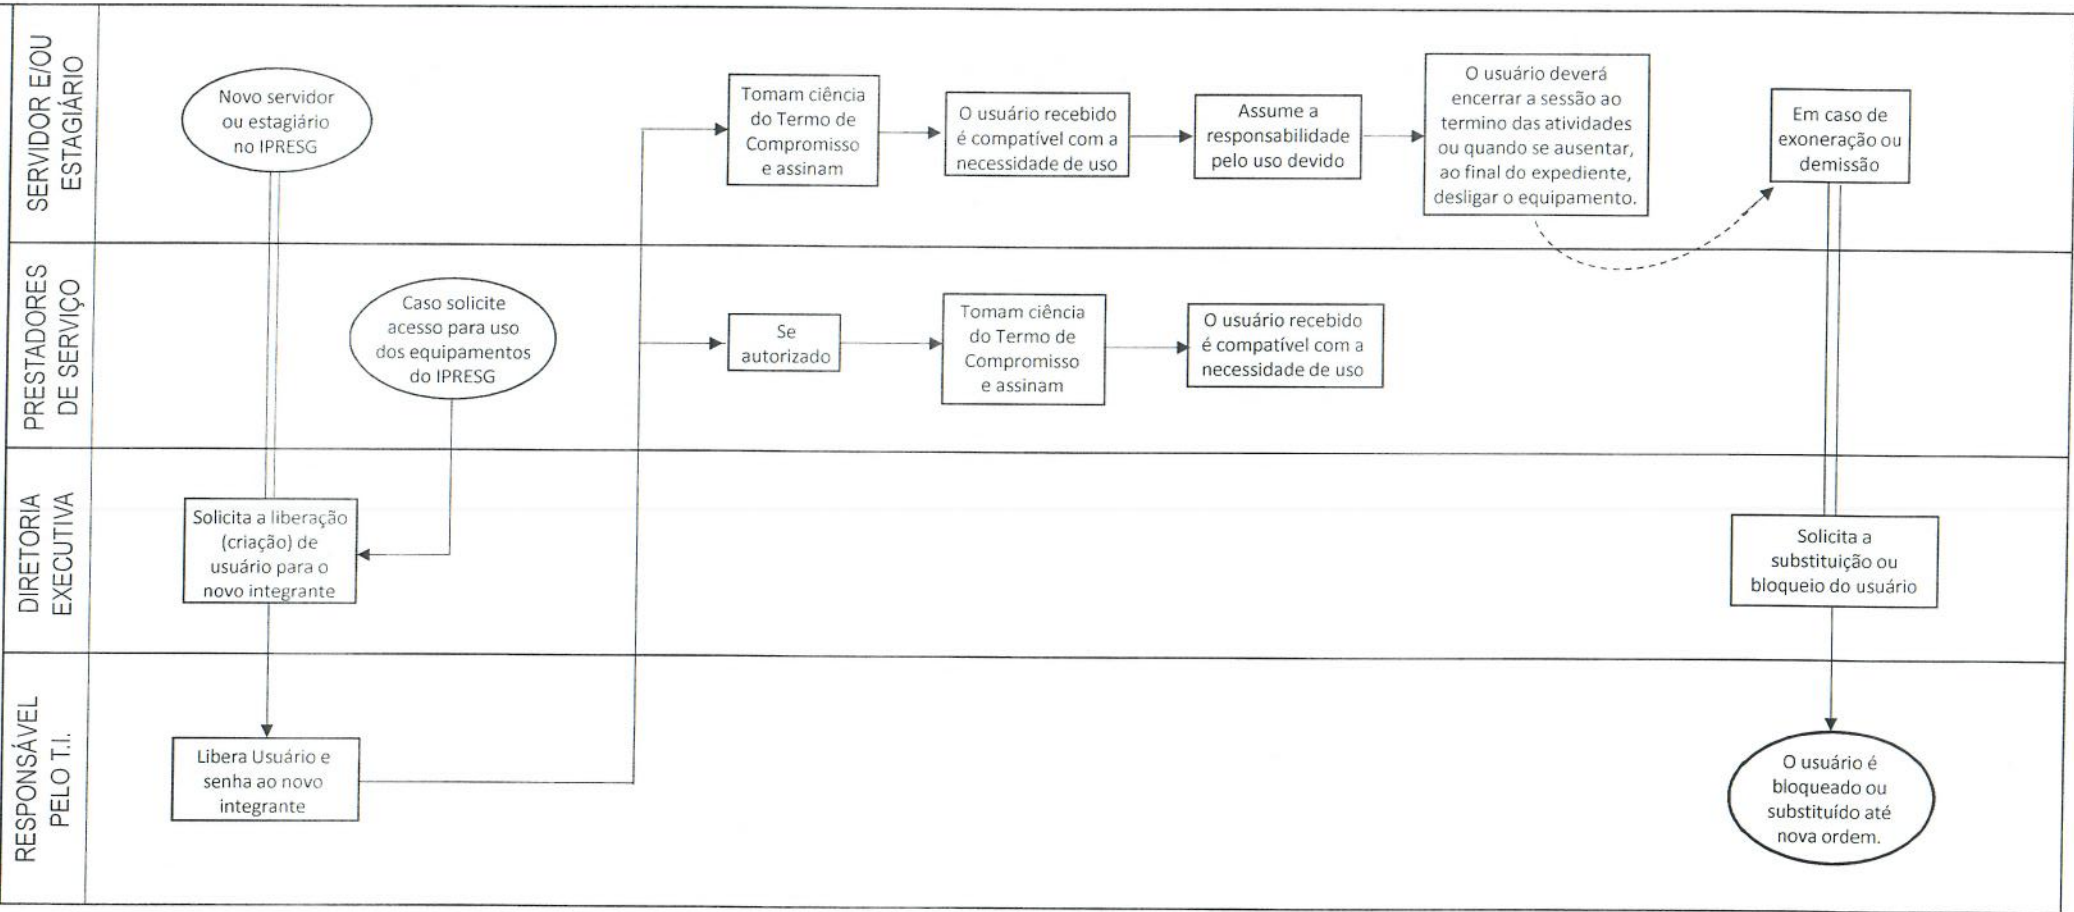 SERVIDOR E/OU
ESTAGIÁRIO
Novo servidor
ou estagiário
no IPRESG
Tomam ciência
do Termo de
Compromisso
e assinam
O usuário recebido
é compatível com a
necessidade de uso
Assume a
responsabilidade
pelo uso devido
O usuário deverá
encerrar a sessão ao
termino das atividades
ou quando se ausentar,
ao final do expediente,
desligar o equipamento.
Em caso de
exoneração ou
demissão
PRESTADORES
DE SERVIÇO
Caso solicite
acesso para uso
dos equipamentos
do IPRESG
Se
autorizado
Tomam ciência
do Termo de
Compromisso
e assinam
O usuário recebido
é compatível com a
necessidade de uso
DIRETORIA
EXECUTIVA
Solicita a liberação
(criação) de
usuário para o
novo integrante
Solicita a
substituição ou
bloqueio do usuário
RESPONSÁVEL
PELO T.I.
Libera Usuário e
senha ao novo
integrante
O usuário é
bloqueado ou
substituído até
nova ordem.